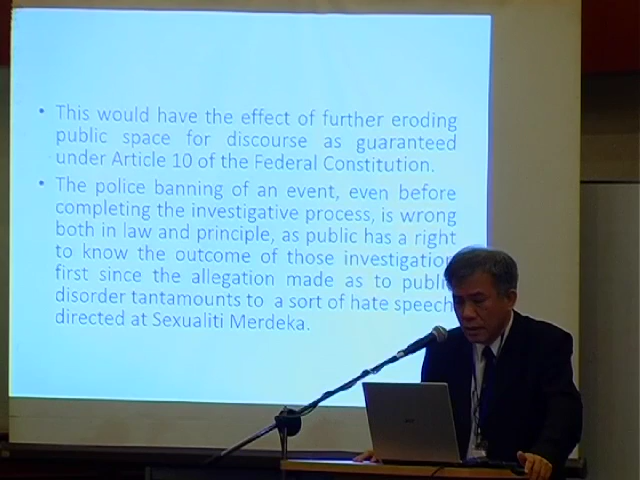 • This would have the effect of further eroding
public space for discourse as guaranteed
under Article 10 of the Federal Constitution.
• The police banning of an event, even before
completing the investigative process, is wrong
both in law and principle, as public has a right
to know the outcome of those investigation
first since the allegation made as to public
disorder tantamounts to a sort of hate speech
directed at Sexualiti Merdeka.